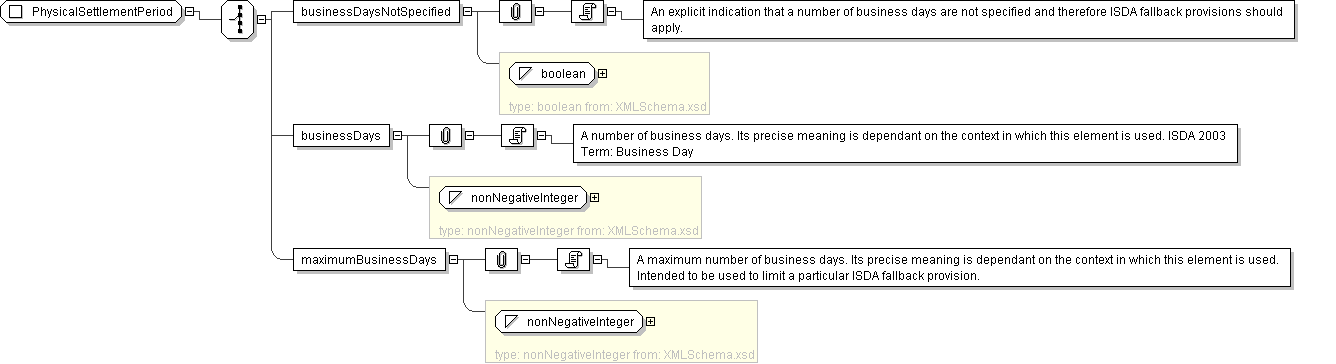 PhysicalSettlementPeriod
businessDaysNotSpecified
An explicit indication that a number of business days are not specified and therefore ISDA fallback provisions should
apply.
boolean
type: boolean from: XMLSchema.xsd
businessDays
A number of business days. Its precise meaning is dependant on the context in which this element is used. ISDA 2003
Term: Business Day
nonNegativeInteger
type: nonNegativeInteger from: XMLSchema.xsd
maximumBusinessDays
A maximum number of business days. Its precise meaning is dependant on the context in which this element is used.
Intended to be used to limit a particular ISDA fallback provision.
nonNegativeInteger
type: nonNegativeInteger from: XMLSchema.xsd